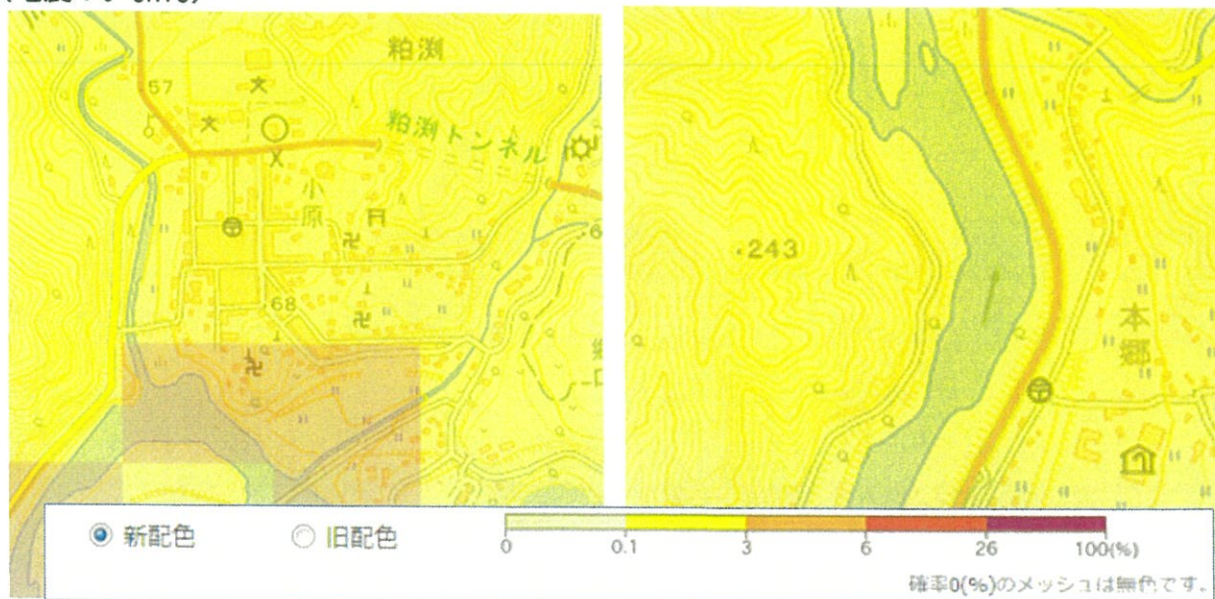 粕渕
57
粕渕トンネル
小原
68
・243
本郷
新配色
旧配色
0
0.1
3
6
26
100(%)
確率0(%)のメッシュは無色です。